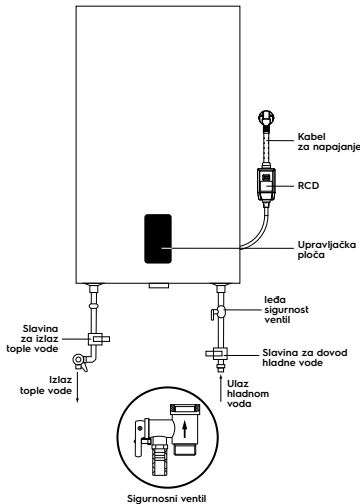 Kabel
za napajanje
RCD
Upravljačka
ploča
Slavina
za izlaz
tople vode
leđa
sigurnost
ventil
Slavina za dovod
hladne vode
Izlaz
tople vode
Ulaz
hladnom
voda
Sigurnosni ventil